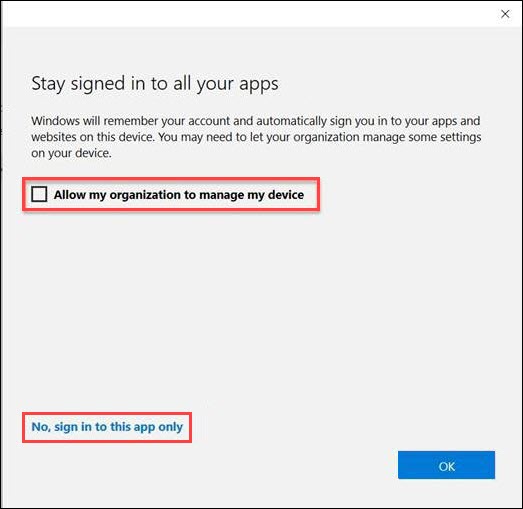 Stay signed in to all your apps
Windows will remember your account and automatically sign you in to your apps and
websites on this device. You may need to let your organization manage some settings
on your device.
Allow my organization to manage my device
No, sign in to this app only
OK